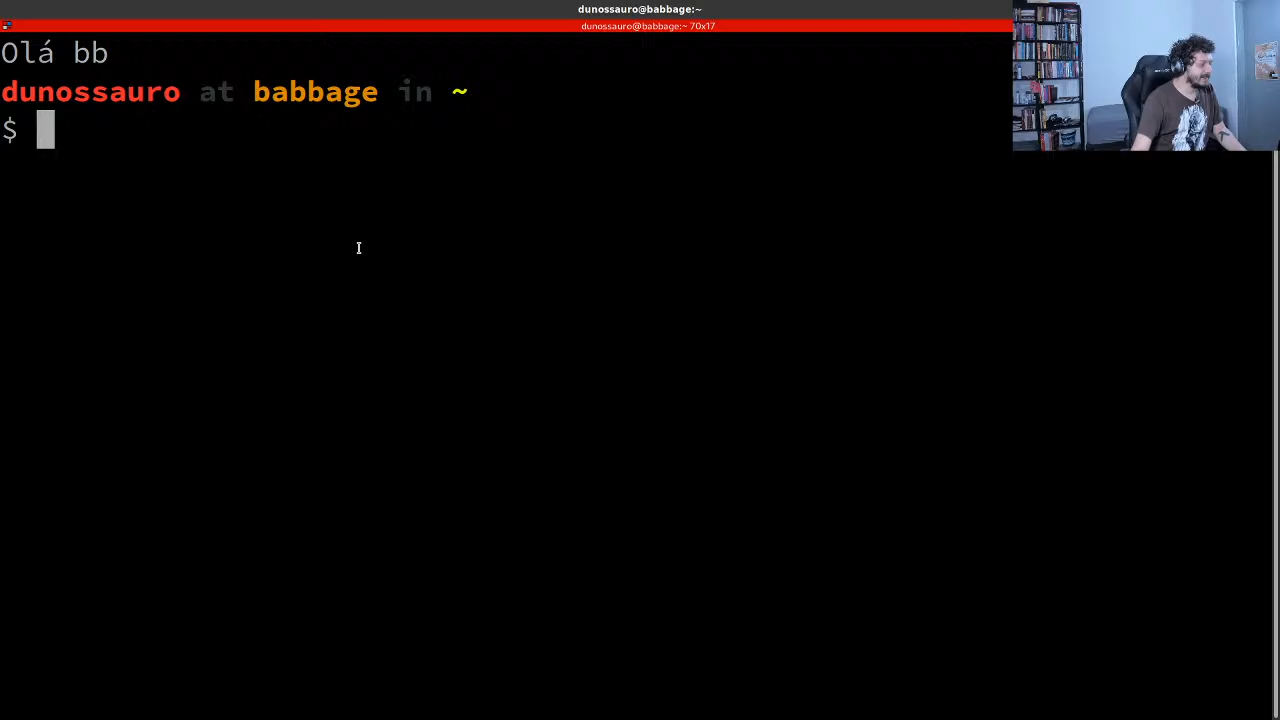 dunossauro@babbage:~
dunossauro@babbage:~ 70x17
Olá bb
dunossauro at babbage in ~
$